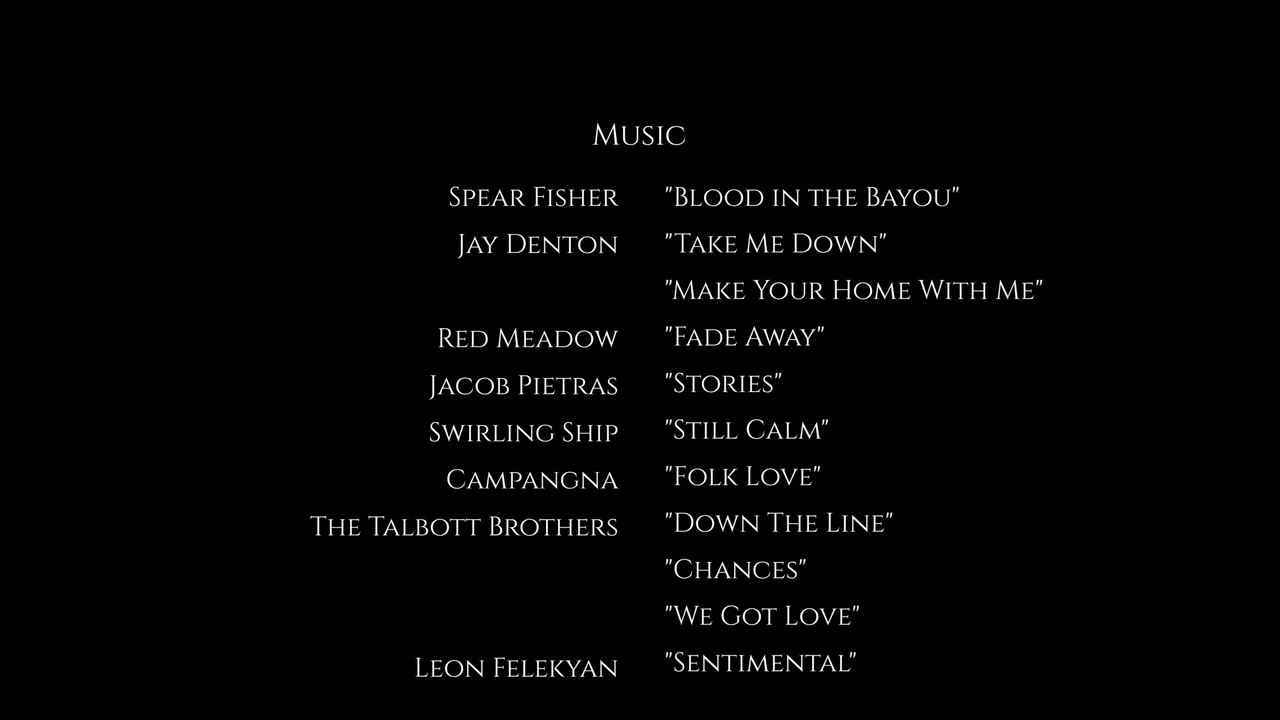 Music
Spear Fisher "Blood in the Bayou"
Jay Denton "Take Me Down"
"Make Your Home With Me"
Red Meadow "Fade Away"
Jacob Pietras "Stories"
Swirling Ship "Still Calm"
Campangna "Folk Love"
The Talbott Brothers "Down The Line"
"Chances"
"We Got Love"
Leon Felekyan "Sentimental"